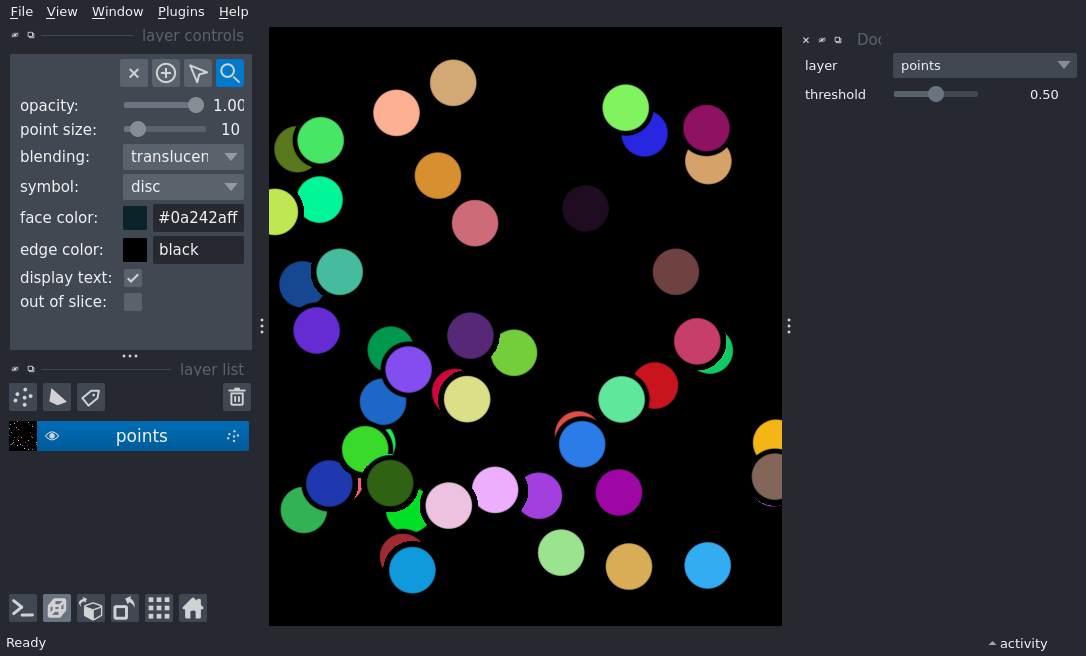 File View Window Plugins Help
layer controls
opacity: 1.00
point size: 10
blending: translucen
symbol: disc
face color: #0a242aff
edge color: black
display text:
out of slice:
layer list
points
Ready
Doc
layer points
threshold 0.50
activity